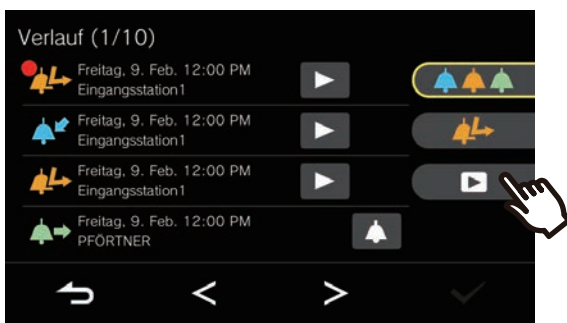 Verlauf (1/10)
Freitag, 9. Feb. 12:00 PM
Eingangsstation1
Freitag, 9. Feb. 12:00 PM
Eingangsstation1
Freitag, 9. Feb. 12:00 PM
Eingangsstation1
Freitag, 9. Feb. 12:00 PM
PFÖRTNER